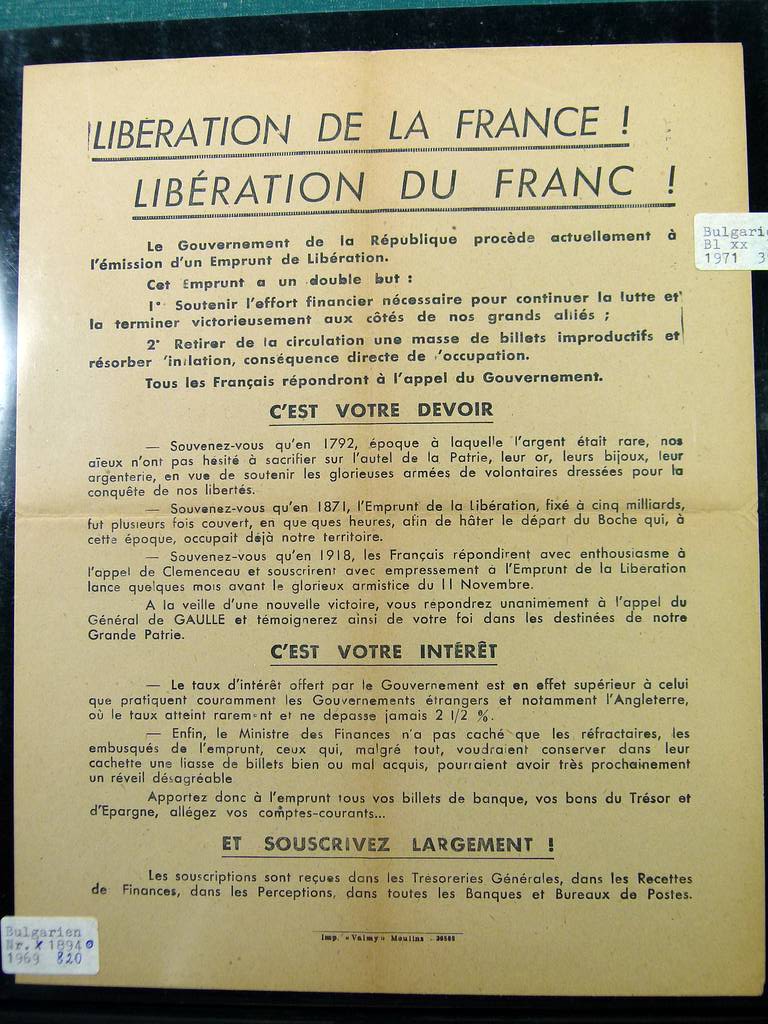 LIBÉRATION DE LA FRANCE !
LIBÉRATION DU FRANC !
Le Gouvernement de la République procède actuellement à
l'émission d'un Emprunt de Libération.
Cet Emprunt a un double but :
1° Soutenir l'effort financier nécessaire pour continuer la lutte et
la terminer victorieusement aux côtés de nos grands alliés ;
2° Retirer de la circulation une masse de billets improductifs et
résorber conséquence directe de l'occupation.
Tous les Français répondront à l'appel du Gouvernement.
C'EST VOTRE DEVOIR
— Souvenez-vous qu'en 1792, époque à laquelle l'argent était rare, nos
aïeux n'ont pas hésité à sacrifier sur l'autel de la Patrie, leur or, leurs bijoux, leur
argenterie, en vue de soutenir les glorieuses armées de volontaires dressées pour la
conquête de nos libertés.
— Souvenez-vous qu'en 1871, l'Emprunt de la Libération, fixé à cinq milliards,
fut plusieurs fois couvert, en que ques heures, afin de hâter le départ du Boche qui, à
cette époque, occupait déjà notre territoire.
— Souvenez-vous qu'en 1918, les Français répondirent avec enthousiasme à
l'appel de Clemenceau et souscrirent avec empressement à l'Emprunt de la Liberation
lance quelques mois avant le glorieux armistice du 11 Novembre.
A la veille d'une nouvelle victoire, vous répondrez unanimement à l'appel du
Général de GAULLE et témoignerez ainsi de votre foi dans les destinées de notre
Grande Patrie.
C'EST VOTRE INTÉRÊT
— Le taux d'intérêt offert par le Gouvernement est en effet supérieur à celui
que pratiquent couramment les Gouvernements étrangers et notamment l'Angleterre,
où le taux atteint rarement et ne dépasse jamais 2 1/2 %.
— Enfin, le Ministre des Finances n'a pas caché que les réfractaires, les
embusqués de l'emprunt, ceux qui, malgré tout, voudraient conserver dans leur
cachette une liasse de billets bien ou mal acquis, pourraient avoir très prochainement
un réveil désagréable
Apportez donc à l'emprunt tous vos billets de banque, vos bons du Trésor et
d'Epargne, allégez vos comptes-courants...
ET SOUSCRIVEZ LARGEMENT !
Les souscriptions sont reçues dans les Trésoreries Générales, dans les Recettes
de Finances, dans les Perceptions, dans toutes les Banques et Bureaux de Postes.
Imp. « Valmy » Moulins - 30586
Bulgarie
Bl xx
1971 3
Bulgarien
Nr. x 1894
1969 820